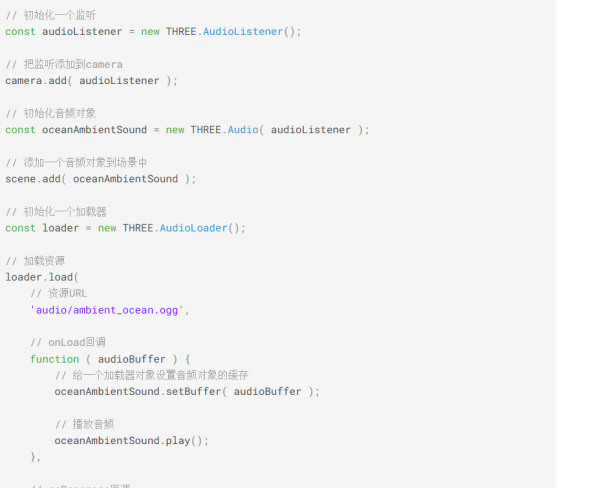 // 初始化一个监听
const audioListener = new THREE.AudioListener();
// 把监听添加到camera
camera.add( audioListener );
// 初始化音频对象
const oceanAmbientSound = new THREE.Audio( audioListener );
// 添加一个音频对象到场景中
scene.add( oceanAmbientSound );
// 初始化一个加载器
const loader = new THREE.AudioLoader();
// 加载资源
loader.load(
// 资源URL
'audio/ambient_ocean.ogg',
// onLoad回调
function ( audioBuffer ) {
// 给一个加载器对象设置音频对象的缓存
oceanAmbientSound.setBuffer( audioBuffer );
// 播放音频
oceanAmbientSound.play();
},